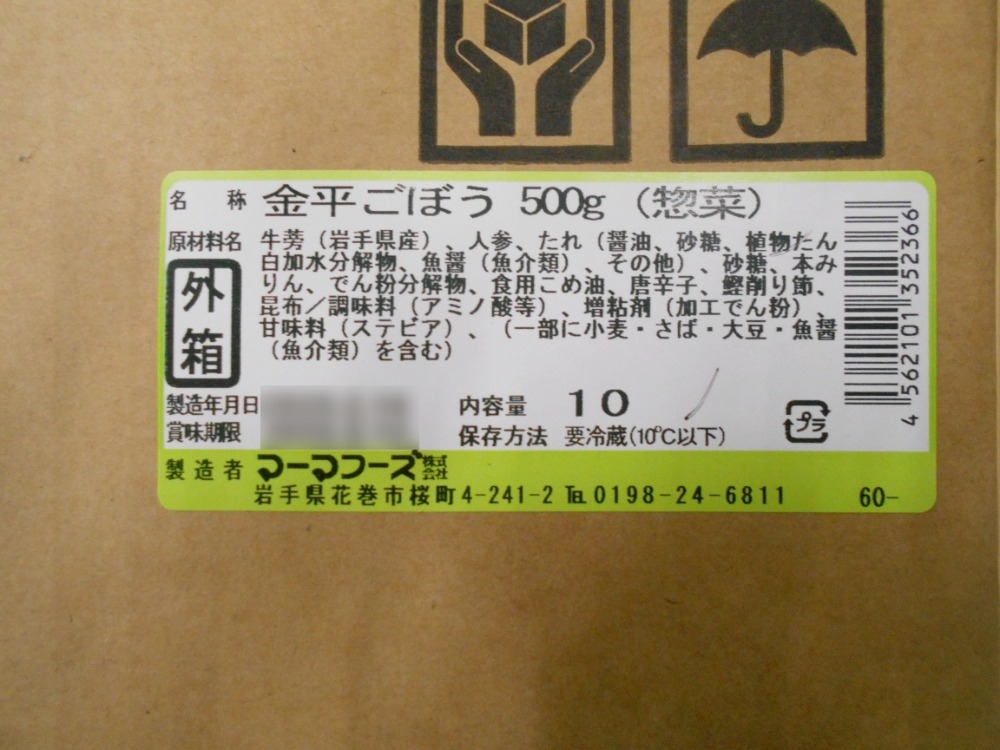 名称 金平ごぼう 500g (惣菜)
原材料名 牛蒡(岩手県産)、人参、たれ(醤油、砂糖、植物たん
白加水分解物、魚醤(魚介類)、その他)、砂糖、本み
りん、でん粉分解物、食用こめ油、唐辛子、鰹削り節、
昆布/調味料(アミノ酸等)、増粘剤(加工でん粉)、
甘味料(ステビア)、(一部に小麦・さば・大豆・魚醤
(魚介類)を含む)
外箱
製造年月日
賞味期限
内容量 10
保存方法 要冷蔵(10℃以下)
プラ
4562101352366
製造者 マーマフーズ株式会社
岩手県花巻市桜町4-241-2 ℡0198-24-6811
60-